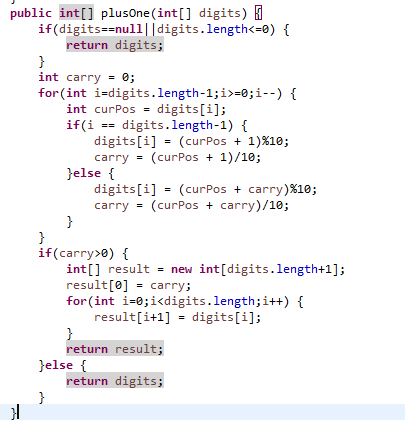 public int[] plusOne(int[] digits) {
    if(digits==null||digits.length<=0) {
        return digits;
    }
    int carry = 0;
    for(int i=digits.length-1;i>=0;i--) {
        int curPos = digits[i];
        if(i == digits.length-1) {
            digits[i] = (curPos + 1)%10;
            carry = (curPos + 1)/10;
        }else {
            digits[i] = (curPos + carry)%10;
            carry = (curPos + carry)/10;
        }
    }
    if(carry>0) {
        int[] result = new int[digits.length+1];
        result[0] = carry;
        for(int i=0;i<digits.length;i++) {
            result[i+1] = digits[i];
        }
        return result;
    }else {
        return digits;
    }
}